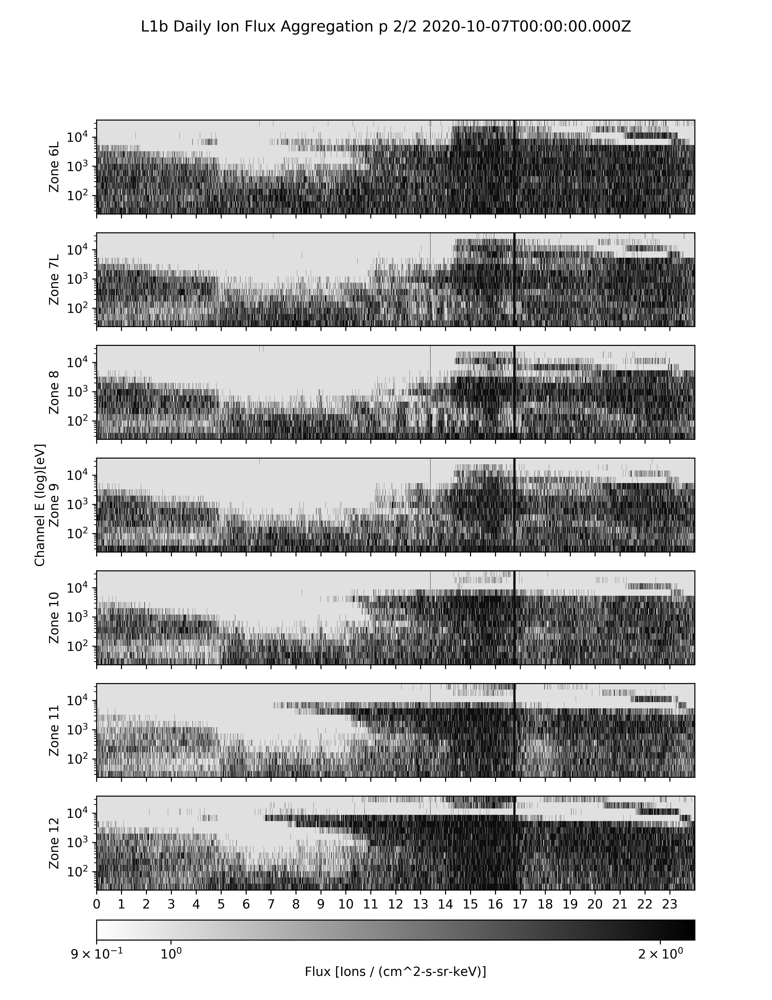 L1b Daily Ion Flux Aggregation p 2/2 2020-10-07T00:00:00.000Z
Channel E (log)[eV]
Zone 6L
10^4
10^3
10^2
Zone 7L
10^4
10^3
10^2
Zone 8
10^4
10^3
10^2
Zone 9
10^4
10^3
10^2
Zone 10
10^4
10^3
10^2
Zone 11
10^4
10^3
10^2
Zone 12
10^4
10^3
10^2
0 1 2 3 4 5 6 7 8 9 10 11 12 13 14 15 16 17 18 19 20 21 22 23
9 × 10^−1 10^0 2 × 10^0
Flux [Ions / (cm^2-s-sr-keV)]